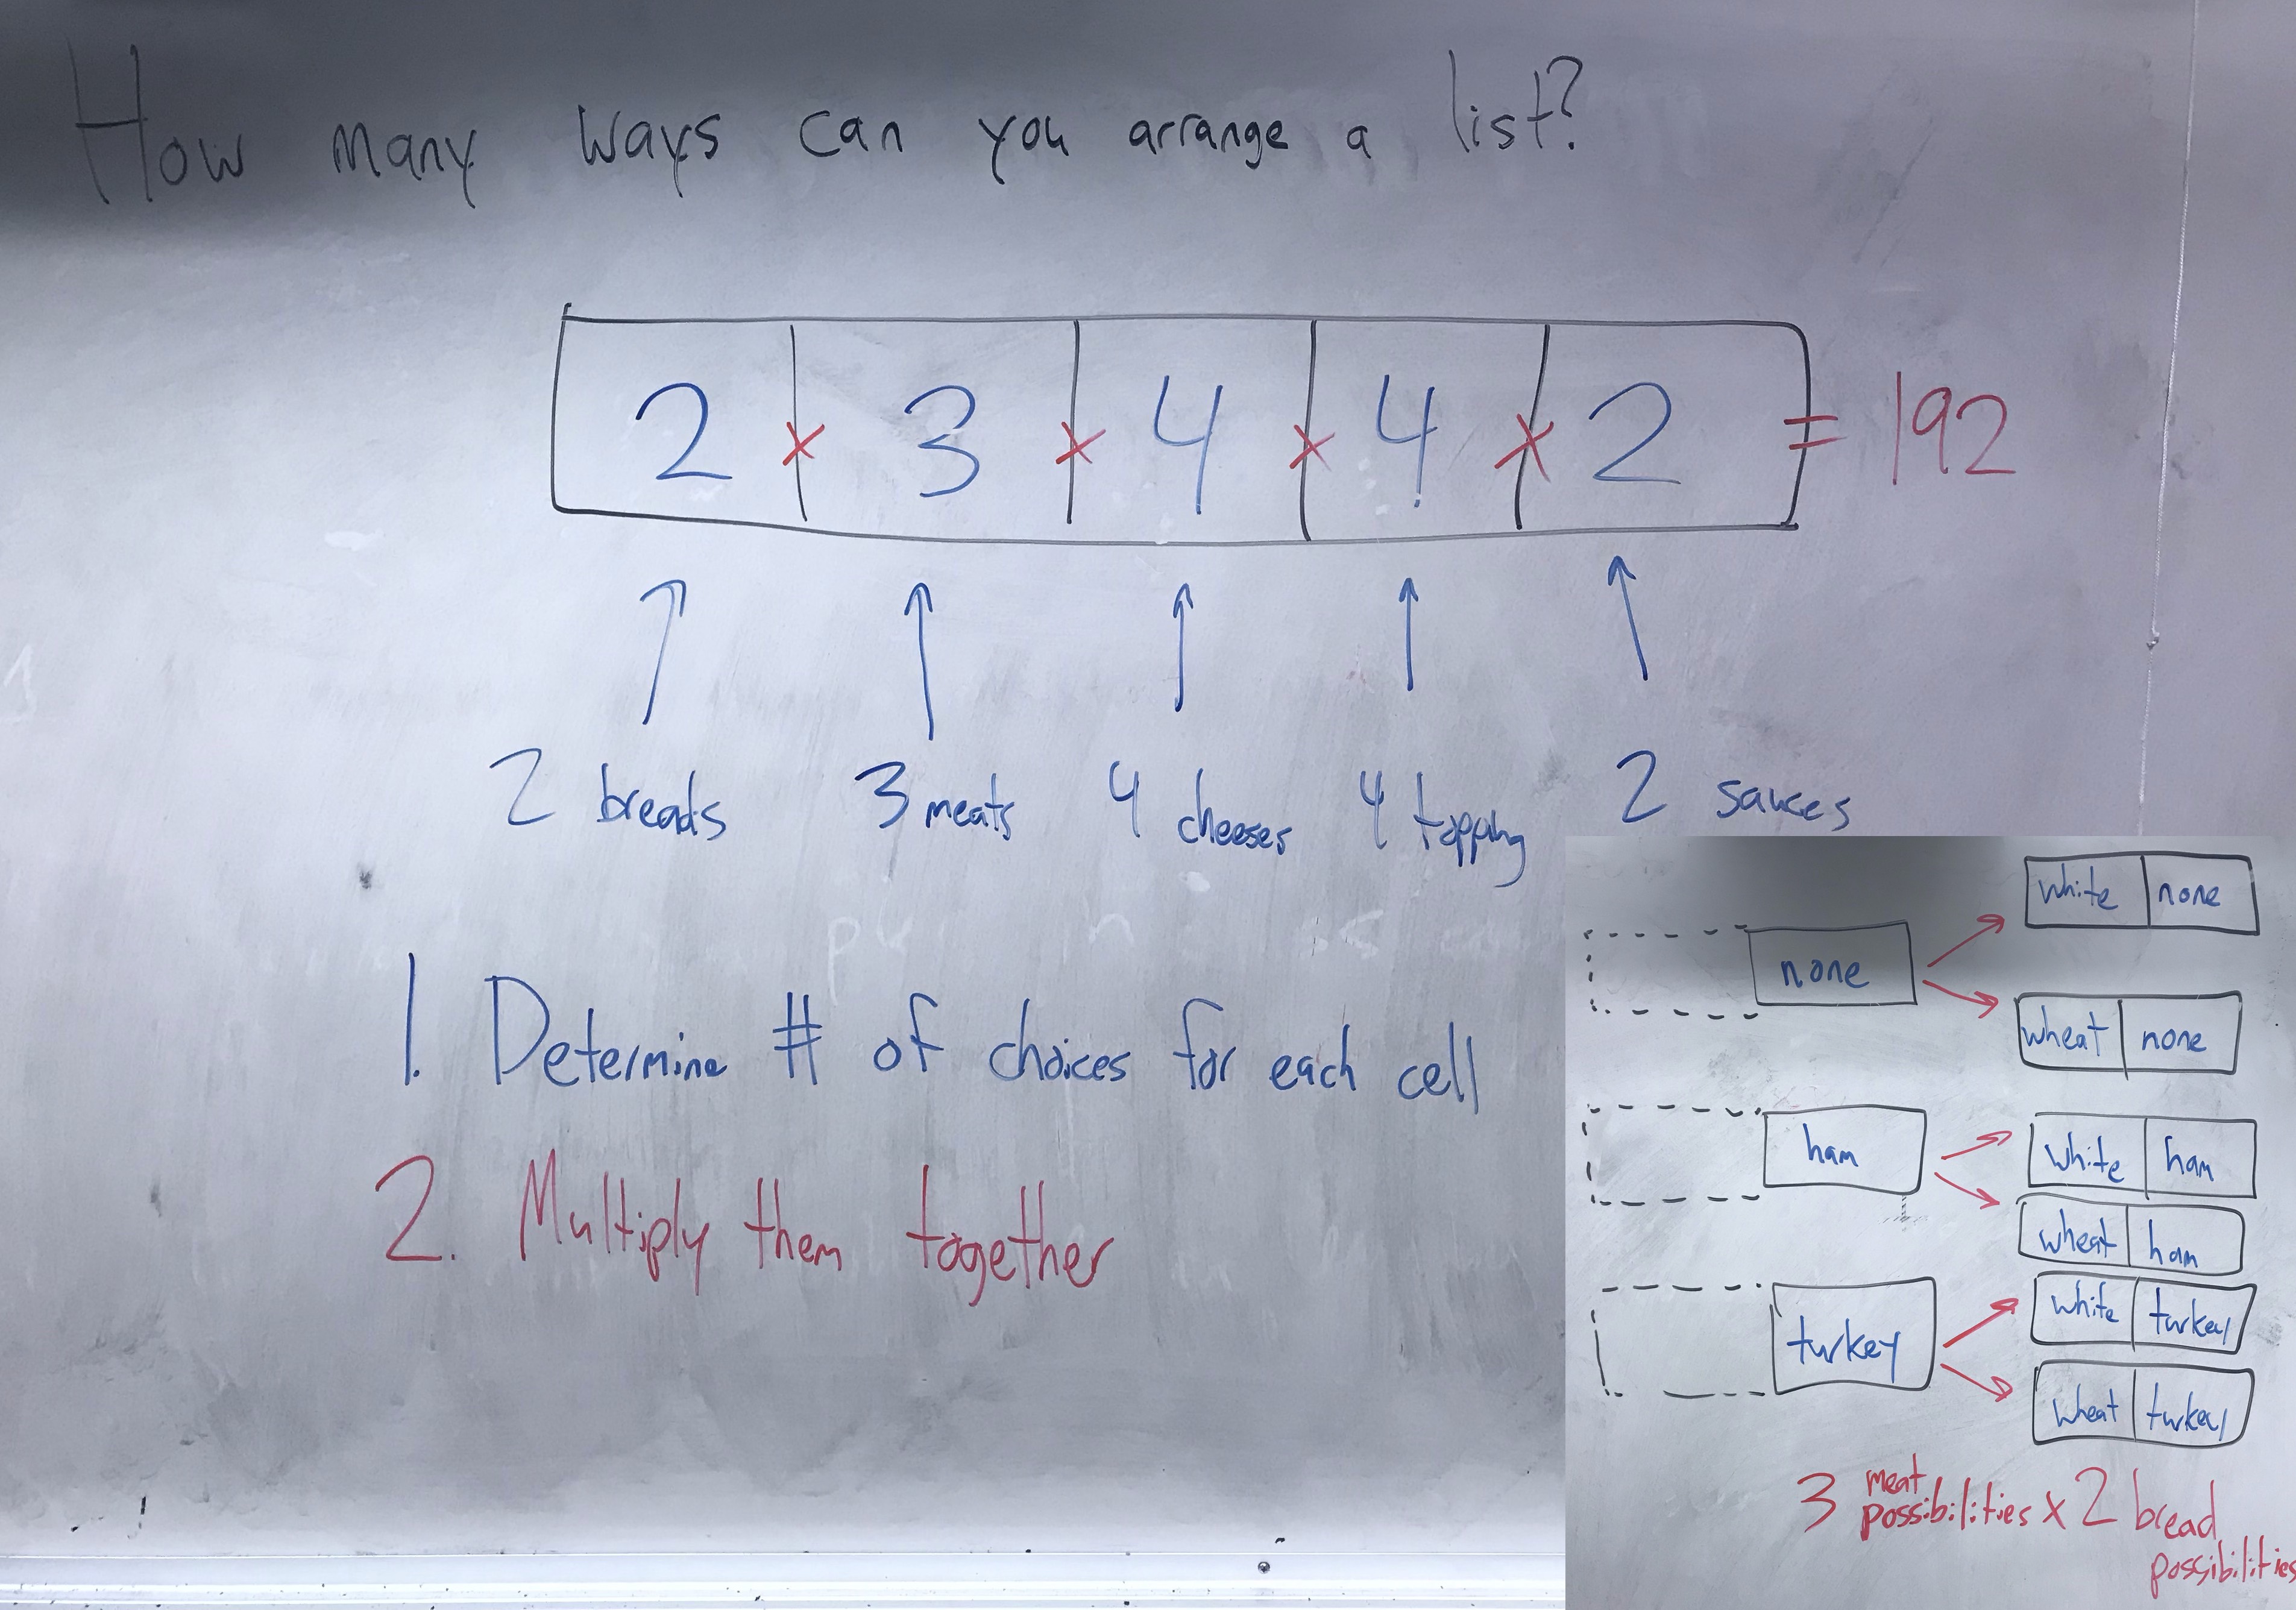 How many ways can you arrange a list?
2 x 3 x 4 x 4 x 2 = 192
2 breads 3 meats 4 cheeses 4 topping 2 sauces
1. Determine # of choices for each cell
2. Multiply them together
white none
none
wheat none
white ham
ham
wheat ham
white turkey
turkey
wheat turkey
3 meat possibilities x 2 bread
possibilities